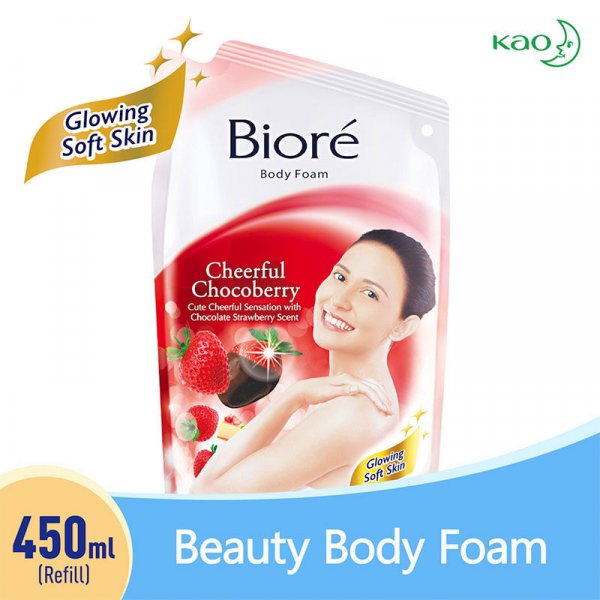 Kao
Glowing
Soft Skin
Bioré
Body Foam
Cheerful
Chocoberry
Cute Cheerful Sensation with
Chocolate Strawberry Scent
Glowing
Soft Skin
450ml
(Refill)
Beauty Body Foam